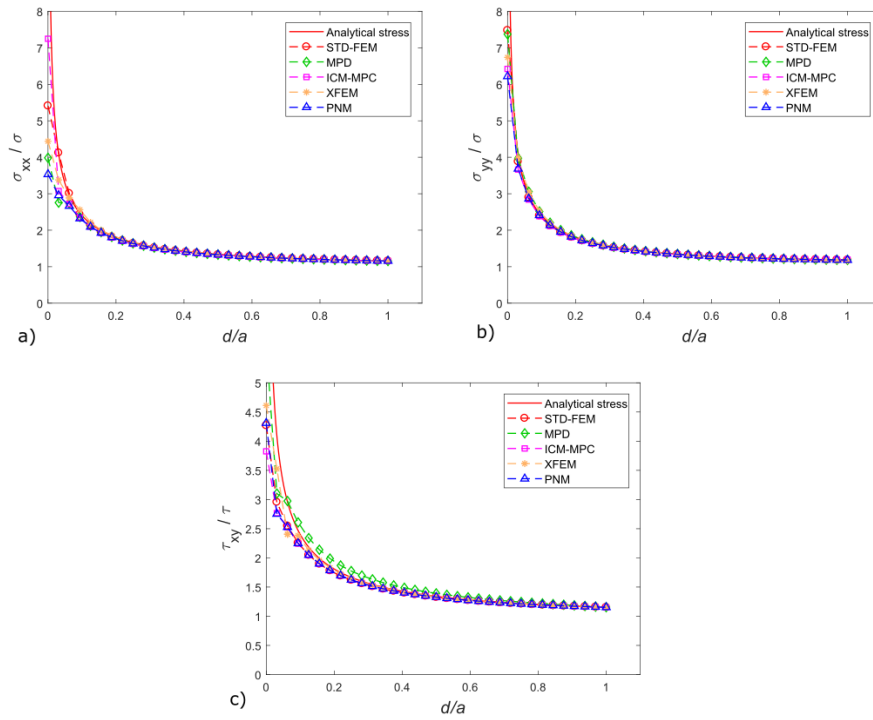 8
7
6
5
4
3
2
1
0
σxx / σ
0
0.2
0.4
0.6
0.8
1
d/a
a)
Analytical stress
STD-FEM
MPD
ICM-MPC
XFEM
PNM
8
7
6
5
4
3
2
1
0
σyy / σ
0
0.2
0.4
0.6
0.8
1
d/a
b)
Analytical stress
STD-FEM
MPD
ICM-MPC
XFEM
PNM
5
4.5
4
3.5
3
2.5
2
1.5
1
0.5
0
τxy / τ
0
0.2
0.4
0.6
0.8
1
d/a
c)
Analytical stress
STD-FEM
MPD
ICM-MPC
XFEM
PNM